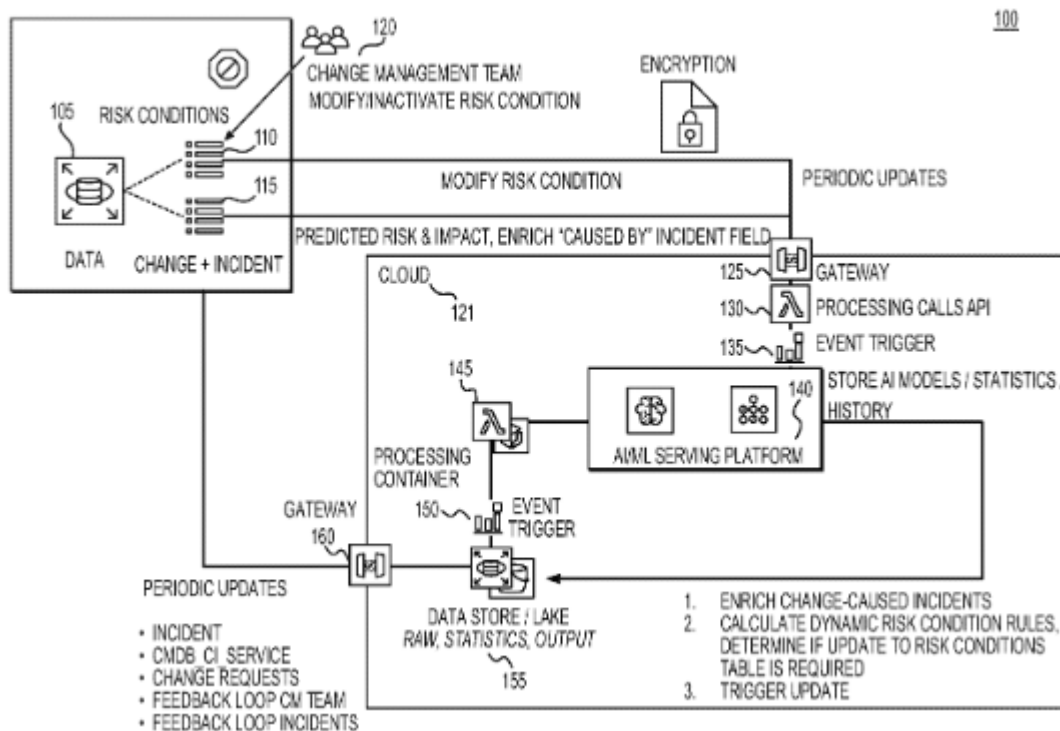 100
120
CHANGE MANAGEMENT TEAM
MODIFY/INACTIVATE RISK CONDITION
ENCRYPTION
105
RISK CONDITIONS
110
115
DATA
CHANGE + INCIDENT
MODIFY RISK CONDITION
PERIODIC UPDATES
PREDICTED RISK & IMPACT, ENRICH "CAUSED BY" INCIDENT FIELD
CLOUD
121
125
GATEWAY
130
PROCESSING CALLS API
135
EVENT TRIGGER
STORE AI MODELS / STATISTICS /
HISTORY
140
AI/ML SERVING PLATFORM
145
PROCESSING
CONTAINER
150
EVENT
TRIGGER
GATEWAY
160
DATA STORE / LAKE
RAW, STATISTICS, OUTPUT
155
PERIODIC UPDATES
• INCIDENT
• CMDB_CI_SERVICE
• CHANGE REQUESTS
• FEEDBACK LOOP CM TEAM
• FEEDBACK LOOP INCIDENTS
1. ENRICH CHANGE-CAUSED INCIDENTS
2. CALCULATE DYNAMIC RISK CONDITION RULES,
DETERMINE IF UPDATE TO RISK CONDITIONS
TABLE IS REQUIRED
3. TRIGGER UPDATE